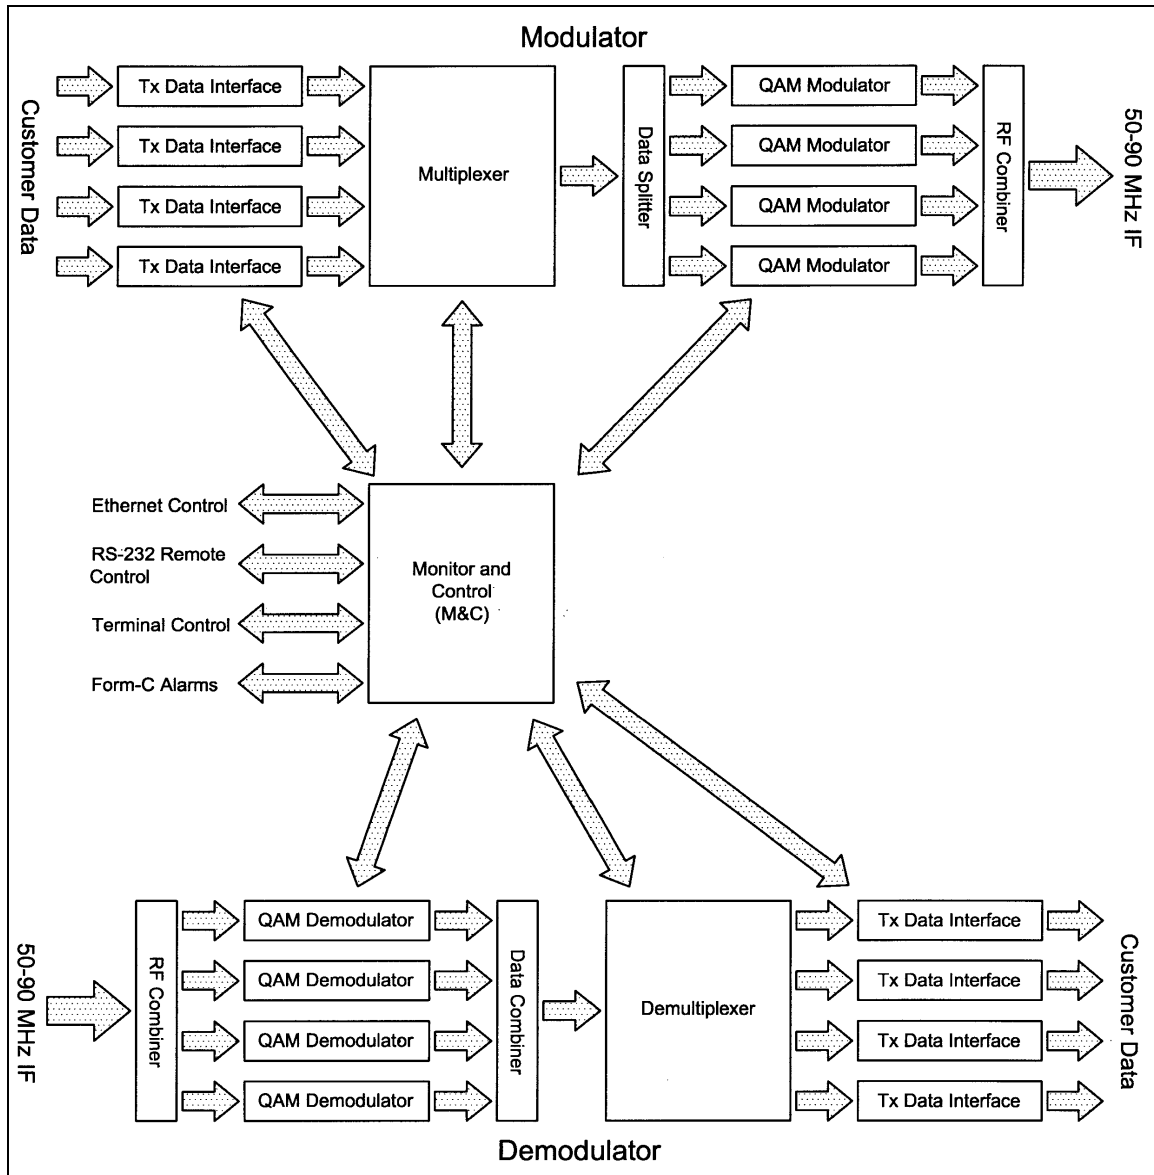 Modulator
Customer Data
Tx Data Interface
Tx Data Interface
Tx Data Interface
Tx Data Interface
Multiplexer
Data Splitter
QAM Modulator
QAM Modulator
QAM Modulator
QAM Modulator
RF Combiner
50-90 MHz IF
Ethernet Control
RS-232 Remote
Control
Terminal Control
Form-C Alarms
Monitor and
Control
(M&C)
50-90 MHz IF
RF Combiner
QAM Demodulator
QAM Demodulator
QAM Demodulator
QAM Demodulator
Data Combiner
Demultiplexer
Tx Data Interface
Tx Data Interface
Tx Data Interface
Tx Data Interface
Customer Data
Demodulator